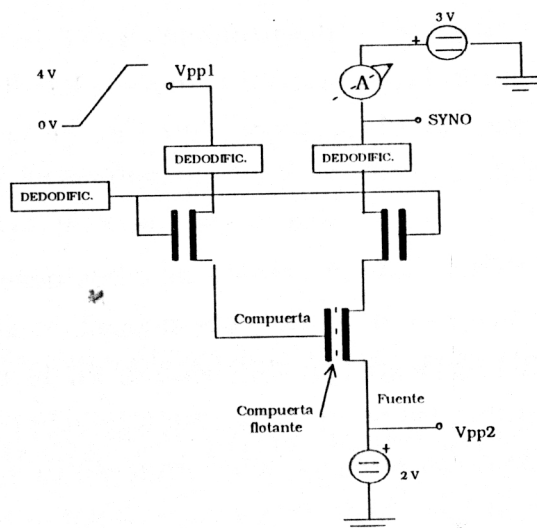 3 V
+
4 V
Vpp1
V
0 V
SYNO
DEDODIFIC.
DEDODIFIC.
DEDODIFIC.
Compuerta
Compuerta
flotante
Fuente
Vpp2
+
2 V